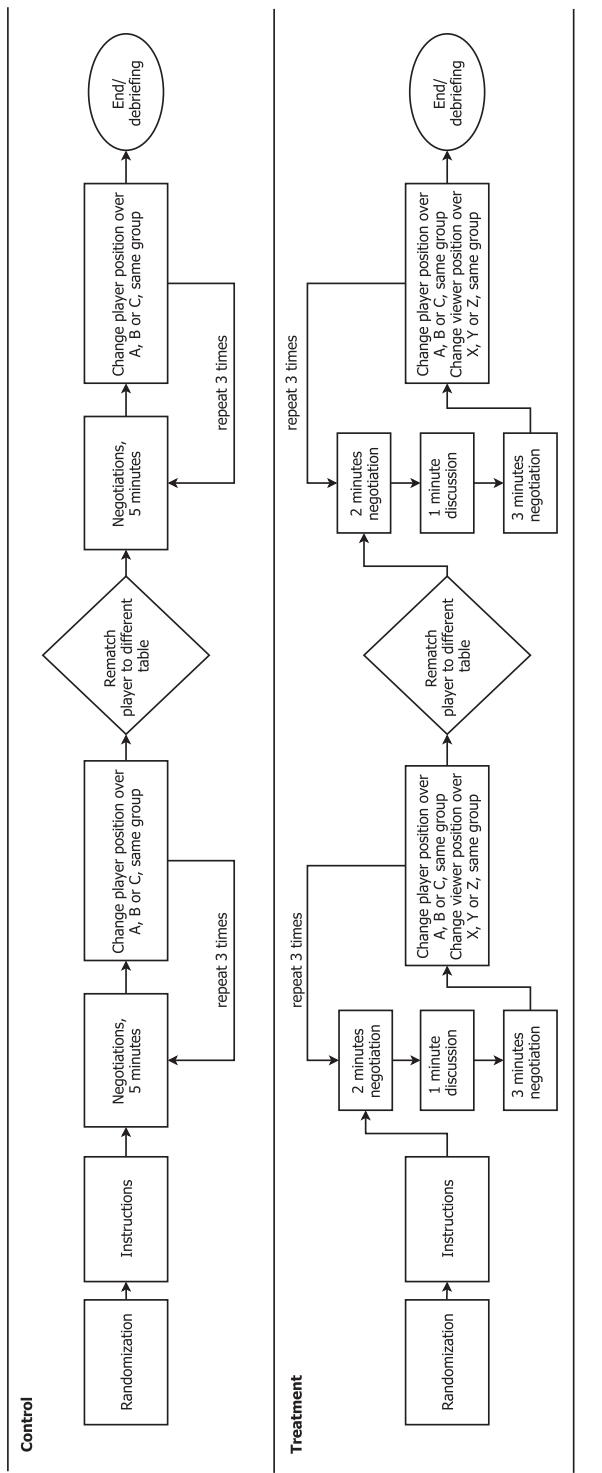 Control
Randomization
Instructions
Negotiations,
5 minutes
Change player position over
A, B or C, same group
repeat 3 times
Rematch
player to different
table
Negotiations,
5 minutes
Change player position over
A, B or C, same group
repeat 3 times
End/
debriefing
Treatment
Randomization
Instructions
2 minutes
negotiation
1 minute
discussion
3 minutes
negotiation
Change player position over
A, B or C, same group
Change viewer position over
X, Y or Z, same group
repeat 3 times
Rematch
player to different
table
2 minutes
negotiation
1 minute
discussion
3 minutes
negotiation
Change player position over
A, B or C, same group
Change viewer position over
X, Y or Z, same group
repeat 3 times
End/
debriefing